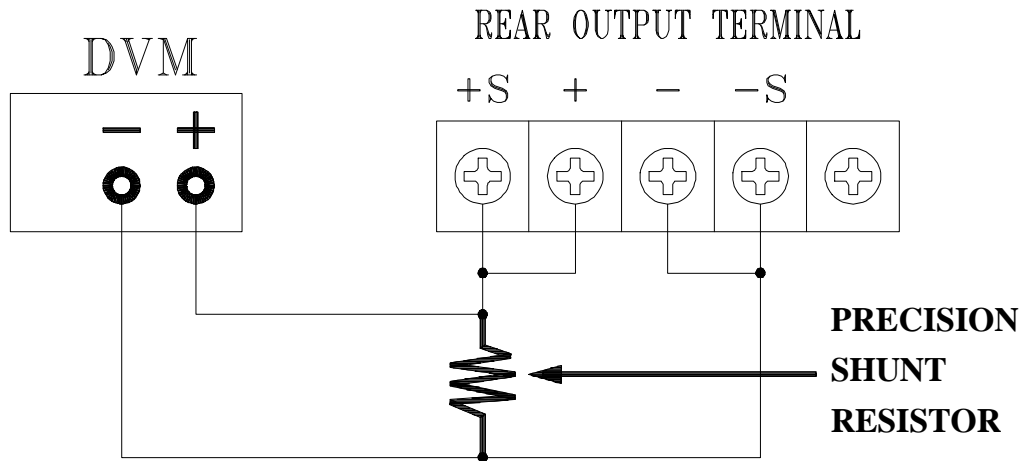 REAR OUTPUT TERMINAL
DVM
+S + - -S
- +
PRECISION
SHUNT
RESISTOR